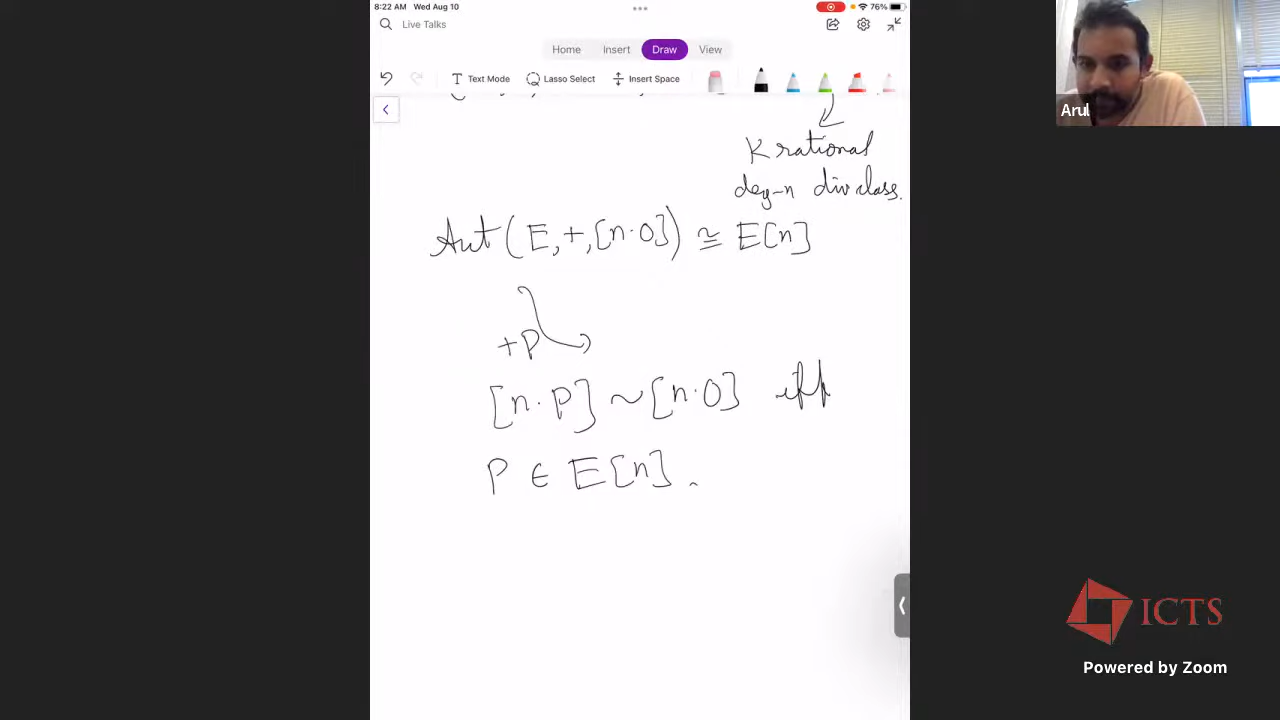 8:22 AM Wed Aug 10
76%
Live Talks
Home Insert Draw View
Text Mode Lasso Select Insert Space
Arul
K rational
deg-n div class.
Aut(E,+,[n·O]) ≅ E[n]
+P
[n·P] ~ [n·O] iff
P ∈ E[n].
ICTS
Powered by Zoom